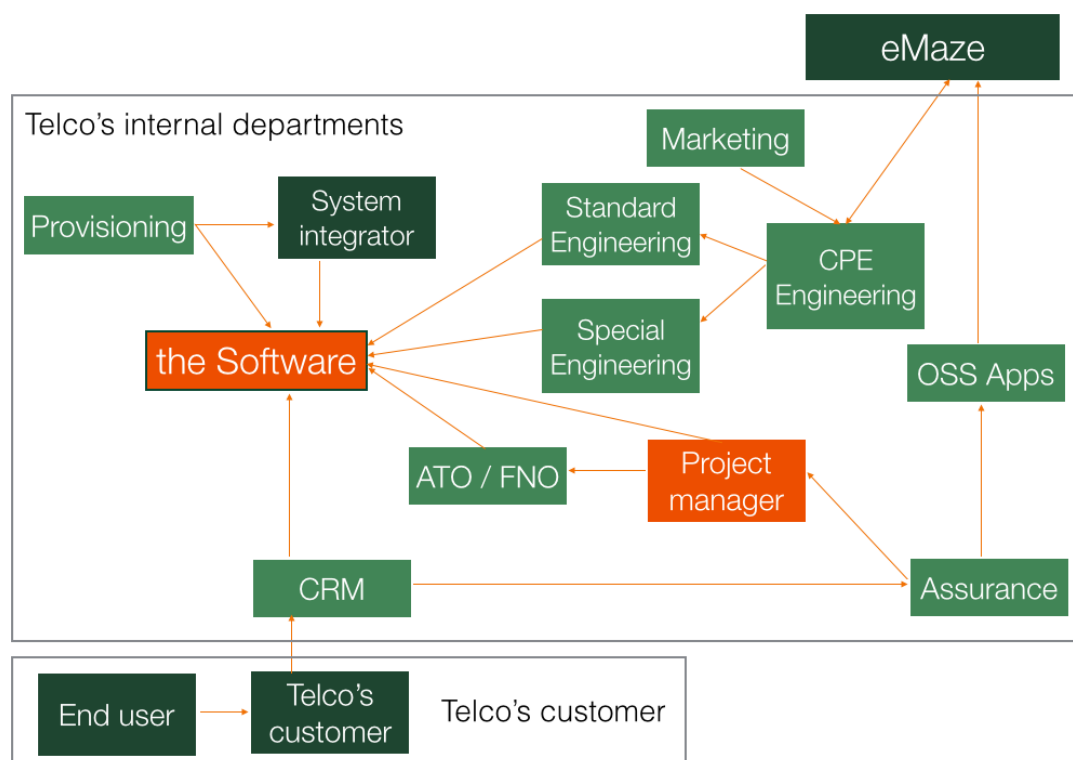 eMaze
Telco’s internal departments
Marketing
Provisioning
System
integrator
Standard
Engineering
CPE
Engineering
the Software
Special
Engineering
OSS Apps
ATO / FNO
Project
manager
CRM
Assurance
End user
Telco’s
customer
Telco’s customer